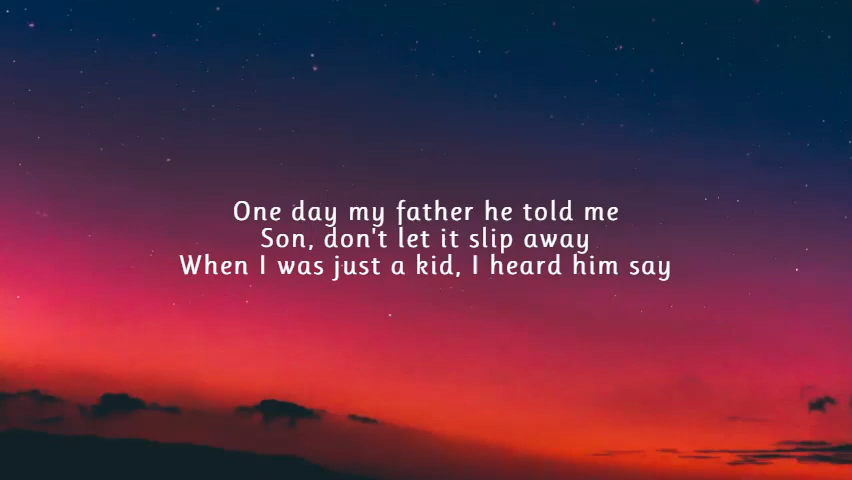 One day my father he told me
Son, don't let it slip away
When I was just a kid, I heard him say